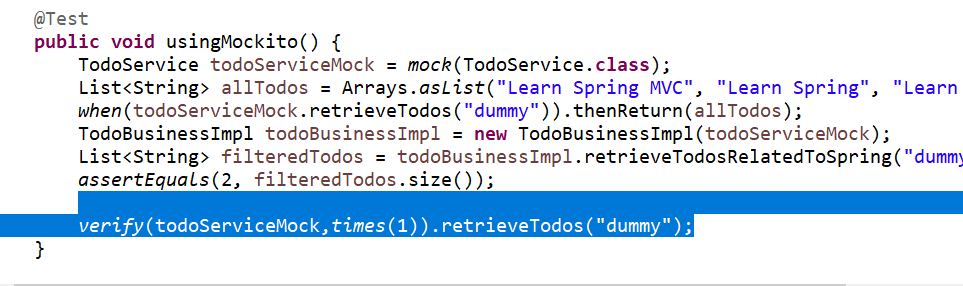 @Test
public void usingMockito() {
TodoService todoServiceMock = mock(TodoService.class);
List<String> allTodos = Arrays.asList("Learn Spring MVC", "Learn Spring", "Learn
when(todoServiceMock.retrieveTodos("dummy")).thenReturn(allTodos);
TodoBusinessImpl todoBusinessImpl = new TodoBusinessImpl(todoServiceMock);
List<String> filteredTodos = todoBusinessImpl.retrieveTodosRelatedToSpring("dummy
assertEquals(2, filteredTodos.size());
verify(todoServiceMock,times(1)).retrieveTodos("dummy");
}